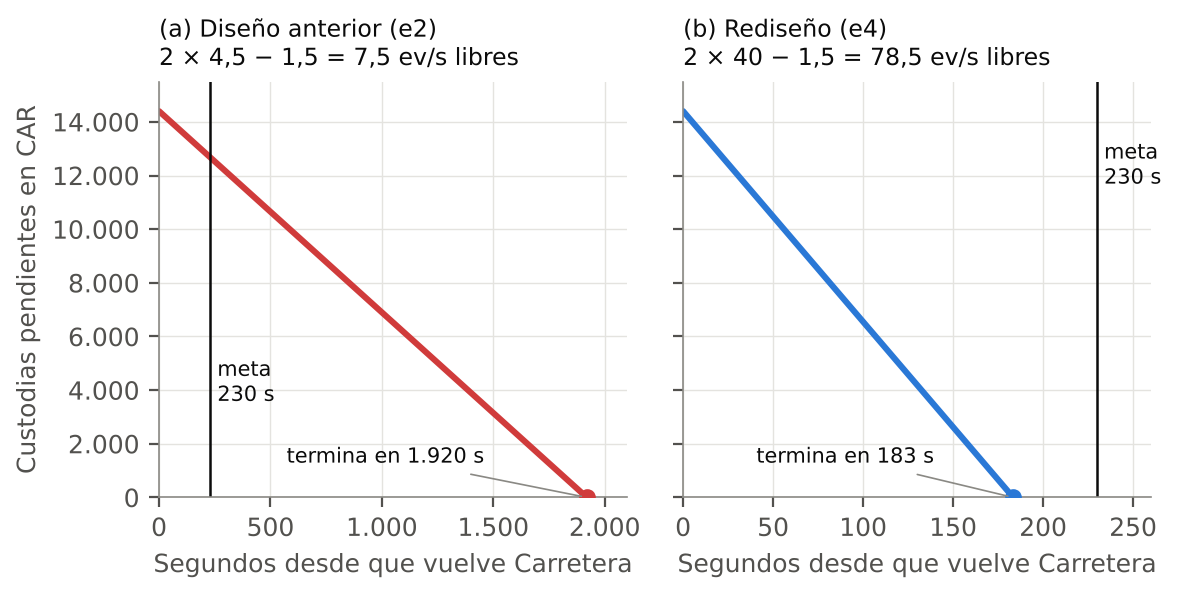 (a) Diseño anterior (e2)
2 × 4,5 − 1,5 = 7,5 ev/s libres
Custodias pendientes en CAR
14.000
12.000
10.000
8.000
6.000
4.000
2.000
0
meta
230 s
termina en 1.920 s
0
500
1.000
1.500
2.000
Segundos desde que vuelve Carretera
(b) Rediseño (e4)
2 × 40 − 1,5 = 78,5 ev/s libres
meta
230 s
termina en 183 s
0
50
100
150
200
250
Segundos desde que vuelve Carretera